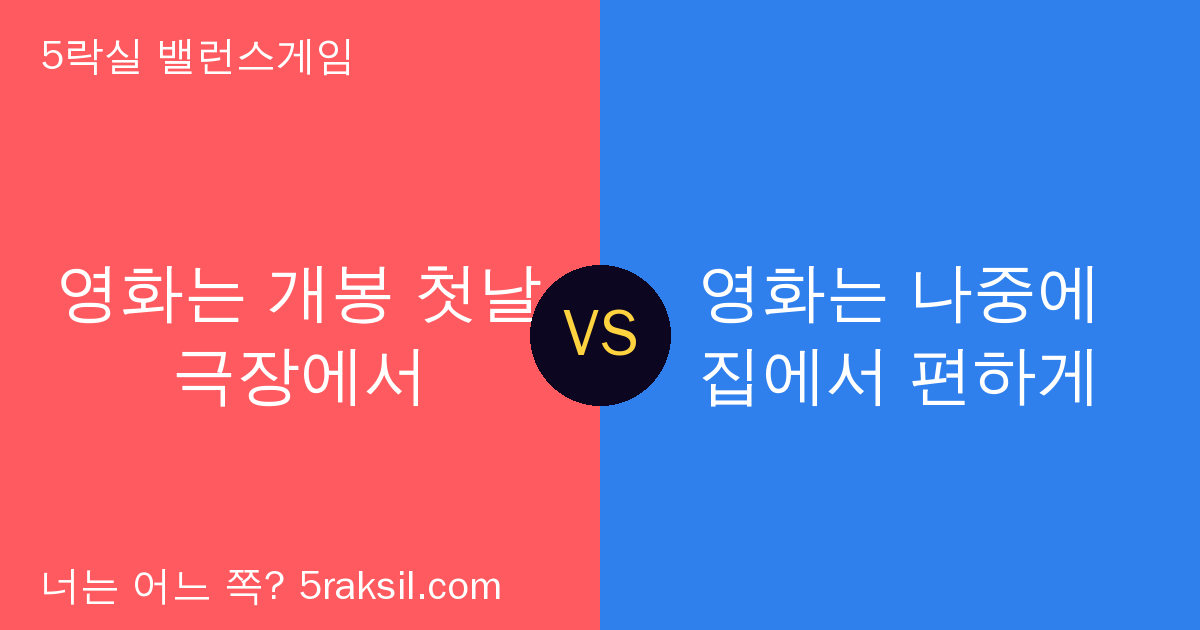 5락실 밸런스게임
영화는 개봉 첫날
극장에서
VS
영화는 나중에
집에서 편하게
너는 어느 쪽? 5raksil.com